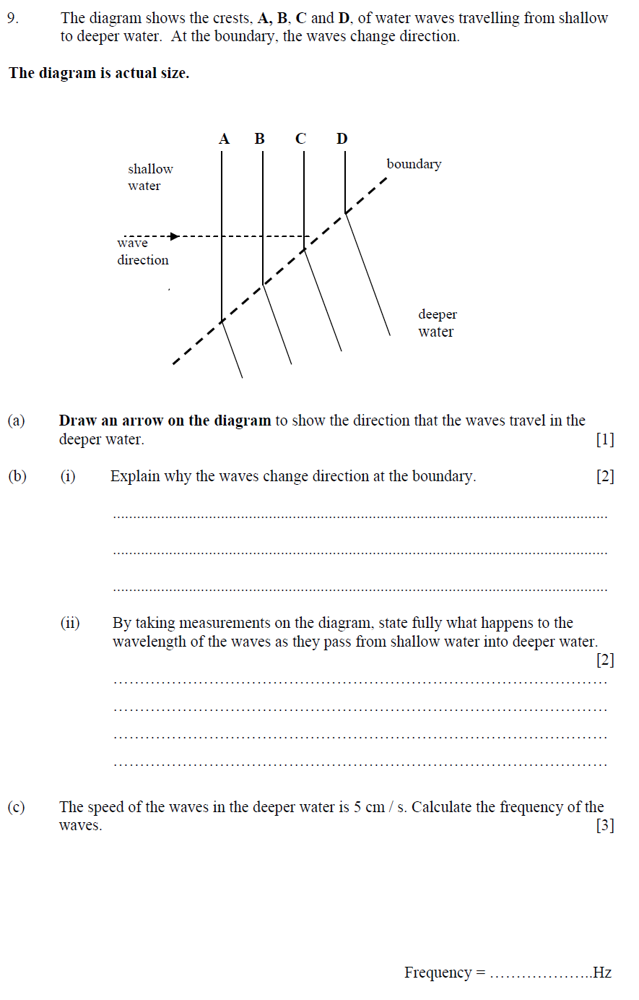 9. The diagram shows the crests, A, B, C and D, of water waves travelling from shallow
to deeper water. At the boundary, the waves change direction.
The diagram is actual size.
A B C D
shallow
water
boundary
wave
direction
deeper
water
(a) Draw an arrow on the diagram to show the direction that the waves travel in the
deeper water. [1]
(b) (i) Explain why the waves change direction at the boundary. [2]
(ii) By taking measurements on the diagram, state fully what happens to the
wavelength of the waves as they pass from shallow water into deeper water.
[2]
(c) The speed of the waves in the deeper water is 5 cm / s. Calculate the frequency of the
waves. [3]
Frequency = ………………..Hz